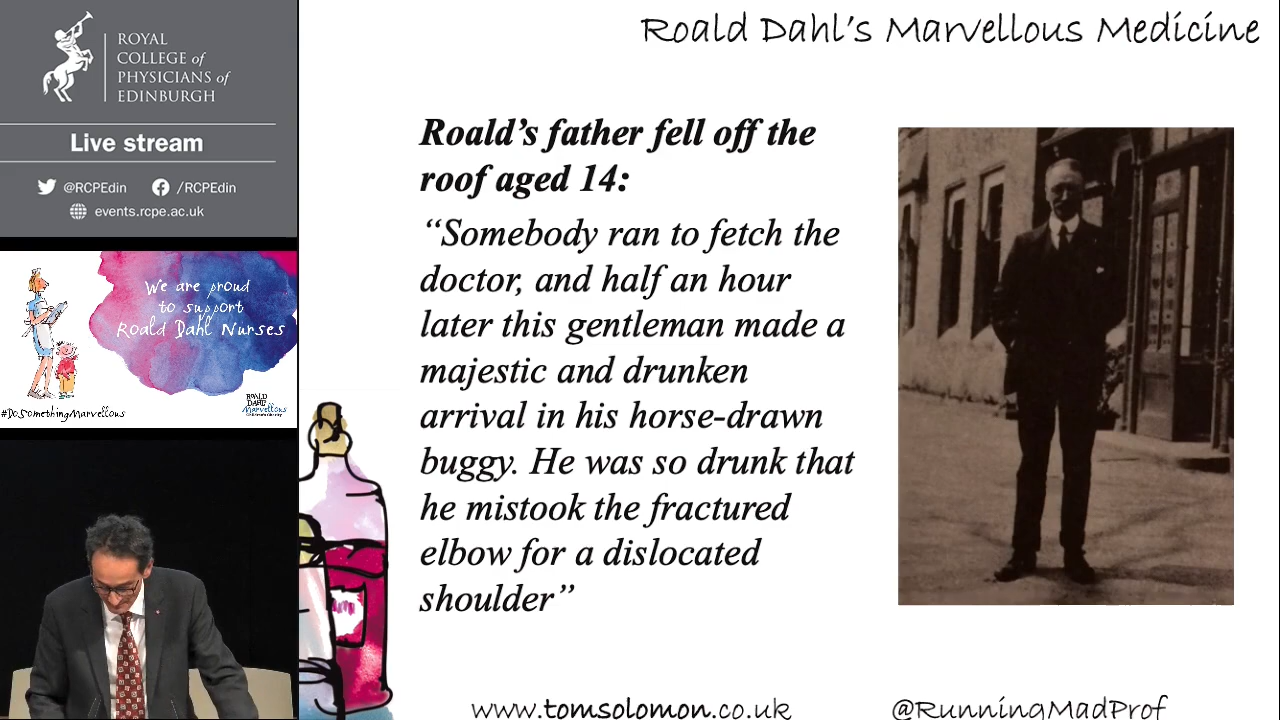 ROYAL
COLLEGE of
PHYSICIANS of
EDINBURGH
Live stream
@RCPEdin /RCPEdin
events.rcpe.ac.uk
We are proud
to support
Roald Dahl Nurses
#DoSomethingMarvellous
ROALD
DAHL'S
Marvellous
Roald Dahl's Marvellous Medicine
Roald’s father fell off the
roof aged 14:
“Somebody ran to fetch the
doctor, and half an hour
later this gentleman made a
majestic and drunken
arrival in his horse-drawn
buggy. He was so drunk that
he mistook the fractured
elbow for a dislocated
shoulder”
www.tomsolomon.co.uk
@RunningMadProf